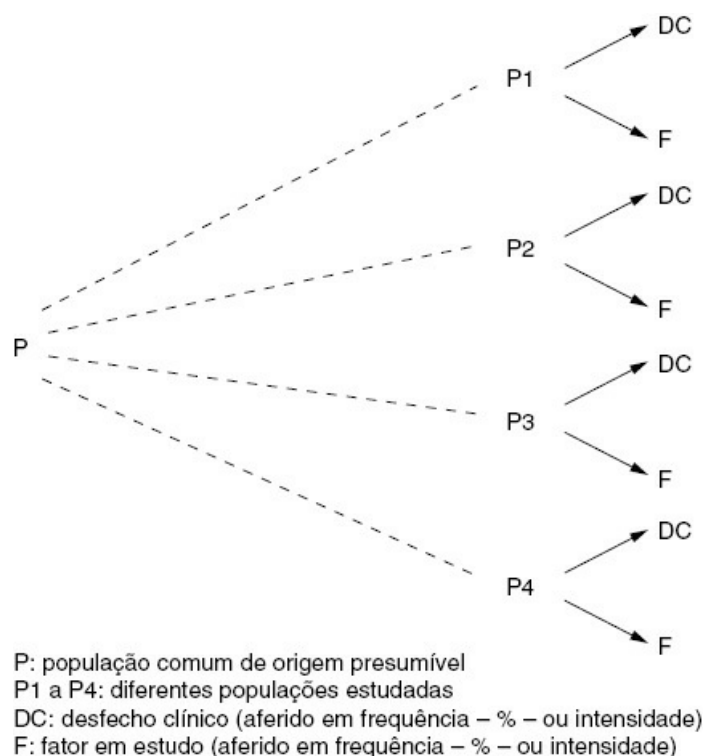 DC
P1
F
DC
P2
F
P
DC
P3
F
DC
P4
F
P: população comum de origem presumível
P1 a P4: diferentes populações estudadas
DC: desfecho clínico (aferido em frequência – % – ou intensidade)
F: fator em estudo (aferido em frequência – % – ou intensidade)